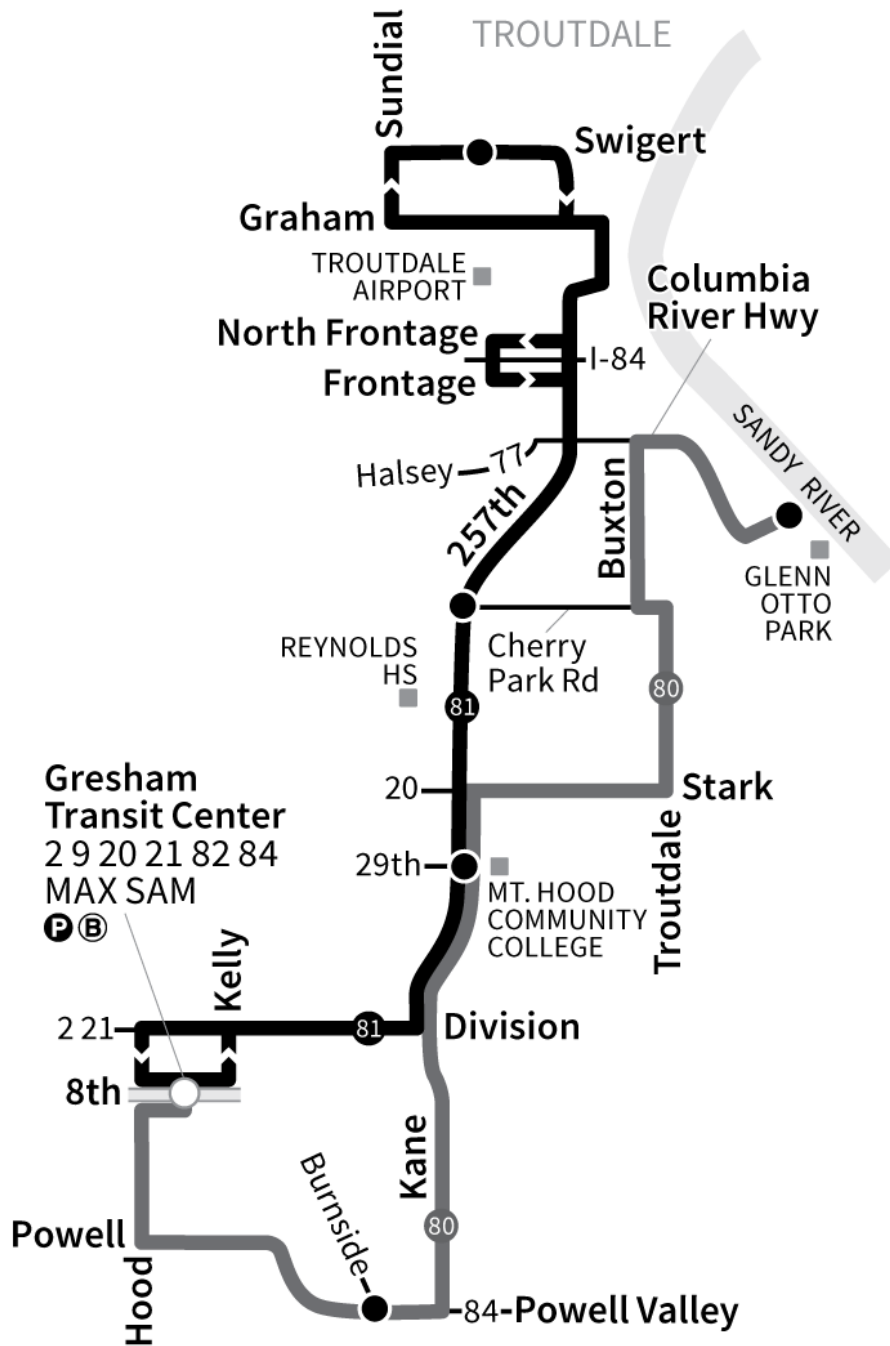 TROUTDALE
Sundial
Swigert
Graham
TROUTDALE
AIRPORT
Columbia
River Hwy
North Frontage
I-84
Frontage
SANDY RIVER
Halsey
77
257th
Buxton
GLENN
OTTO
PARK
REYNOLDS
HS
Cherry
Park Rd
80
81
Gresham
Transit Center
2 9 20 21 82 84
MAX SAM
P B
20
Stark
29th
MT. HOOD
COMMUNITY
COLLEGE
Troutdale
Kelly
2 21
81
Division
8th
Kane
Burnside
80
Powell
Hood
84
Powell Valley